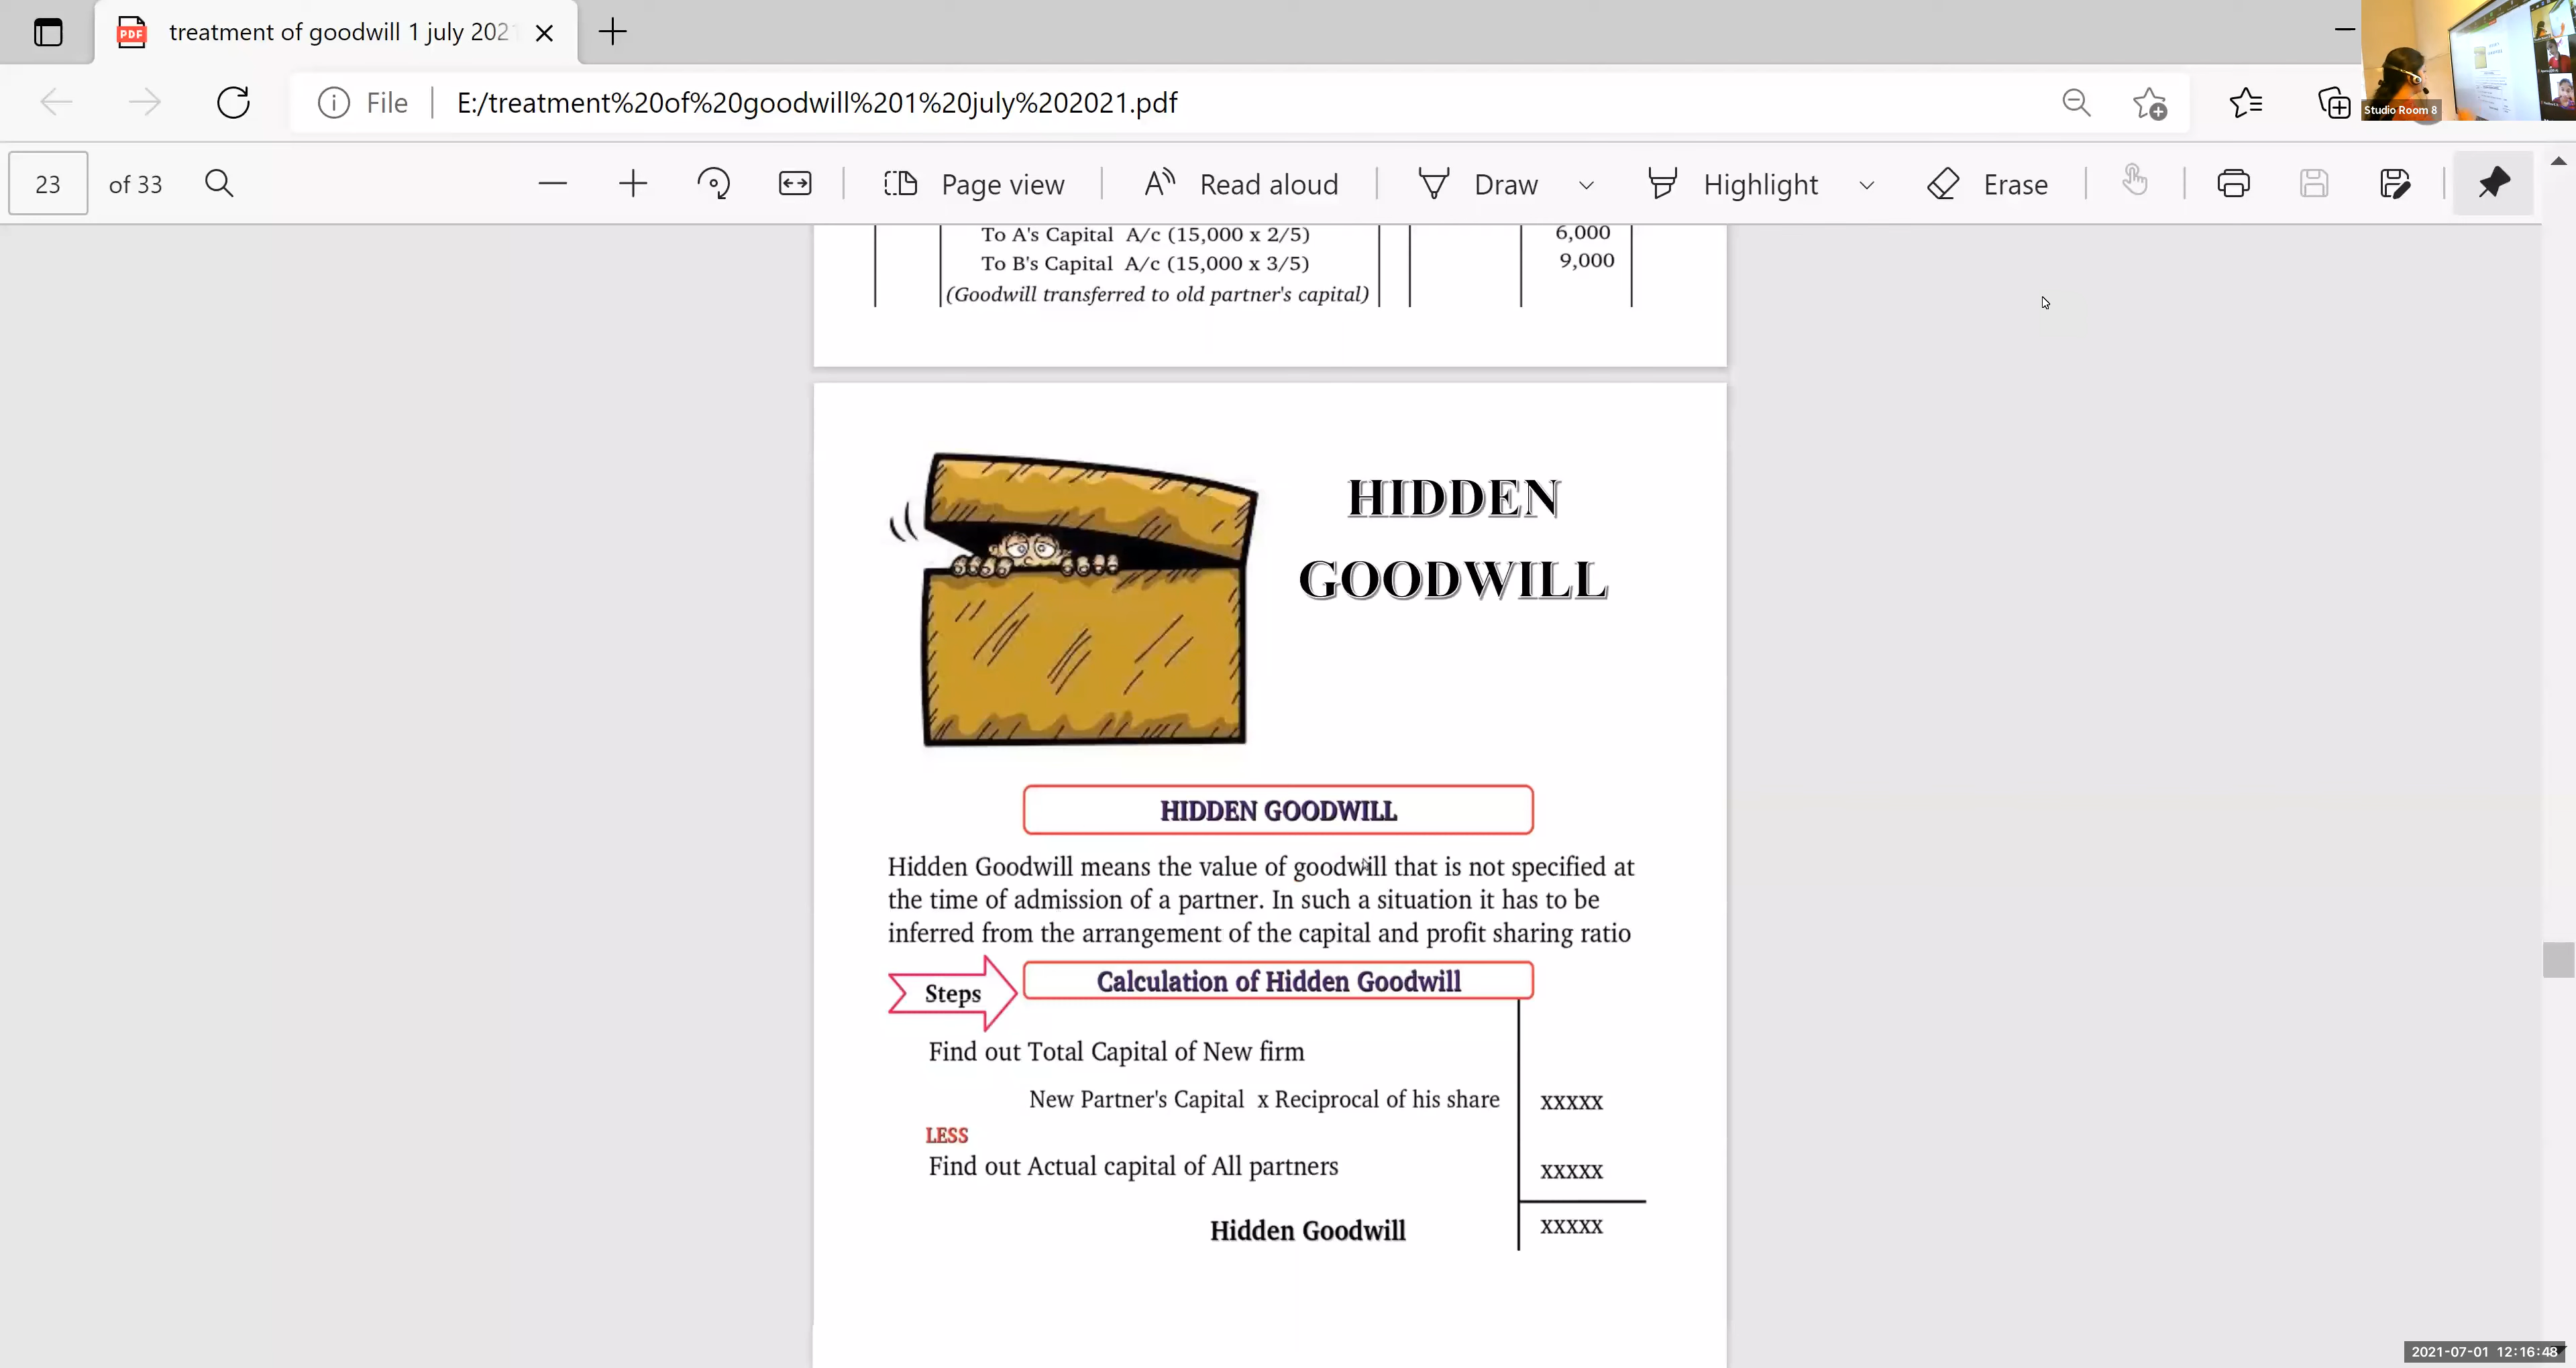 treatment of goodwill 1 july 202
File
E:/treatment%20of%20goodwill%201%20july%202021.pdf
Studio Room 8
23 of 33
Page view
Read aloud
Draw
Highlight
Erase
To A's Capital A/c (15,000 x 2/5) 6,000
To B's Capital A/c (15,000 x 3/5) 9,000
(Goodwill transferred to old partner's capital)
HIDDEN
GOODWILL
HIDDEN GOODWILL
Hidden Goodwill means the value of goodwill that is not specified at
the time of admission of a partner. In such a situation it has to be
inferred from the arrangement of the capital and profit sharing ratio
Steps
Calculation of Hidden Goodwill
Find out Total Capital of New firm
New Partner's Capital x Reciprocal of his share xxxxx
LESS
Find out Actual capital of All partners xxxxx
Hidden Goodwill xxxxx
2021-07-01 12:16:48